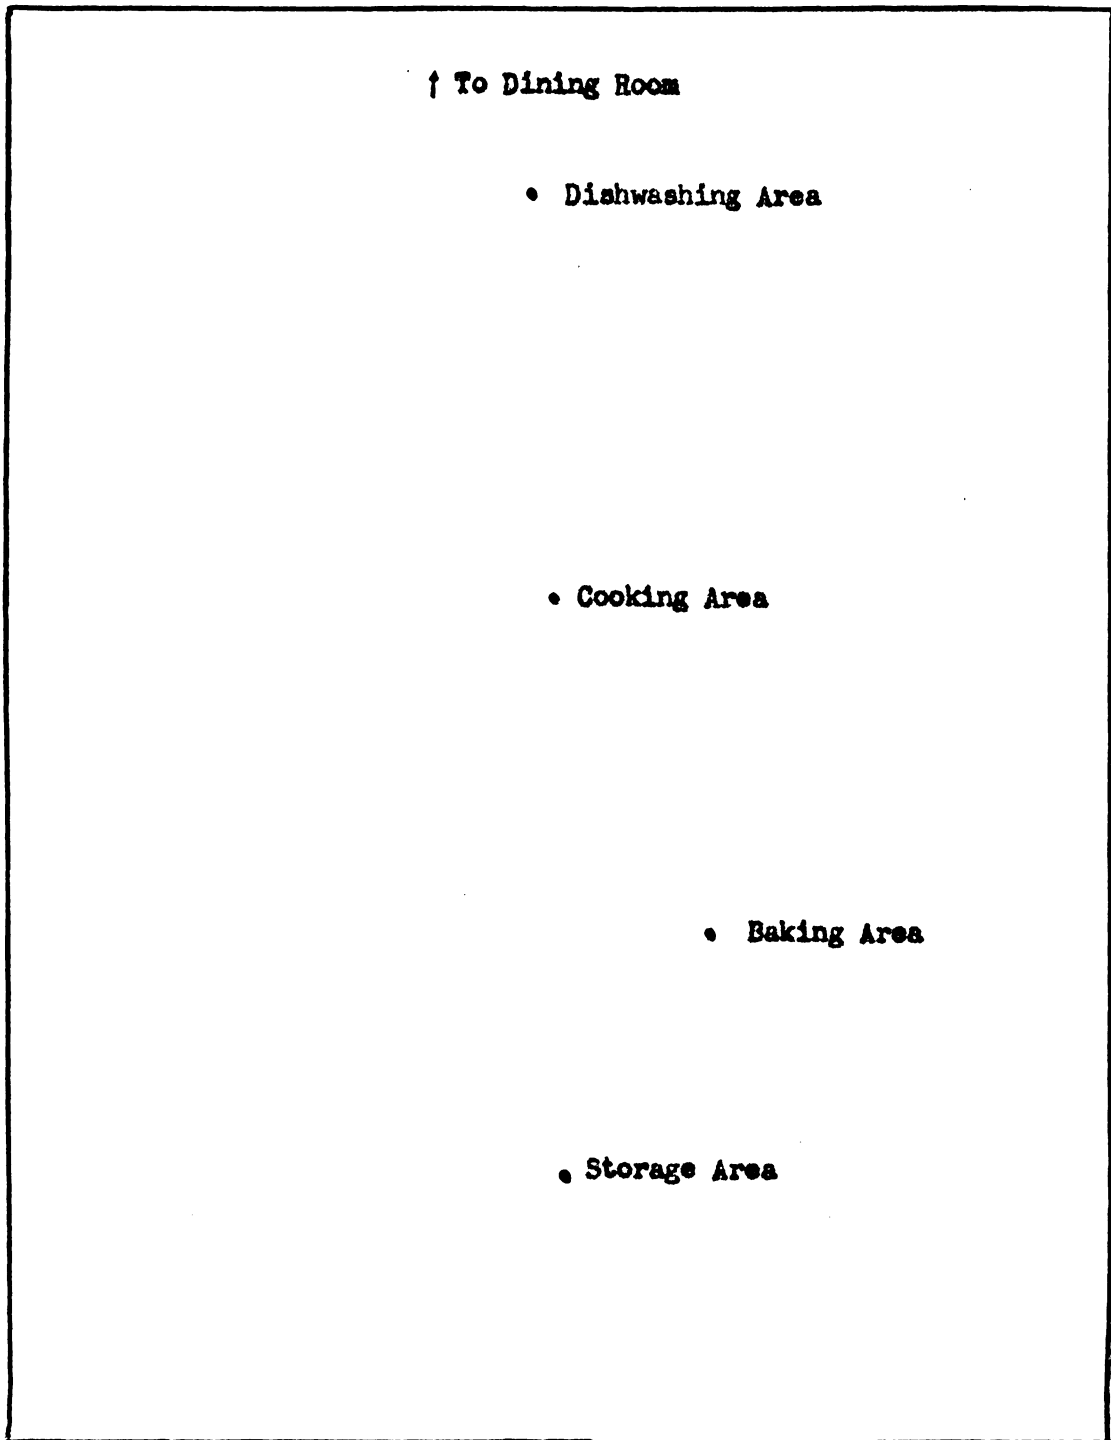 ↑ To Dining Room
• Dishwashing Area
• Cooking Area
• Baking Area
• Storage Area